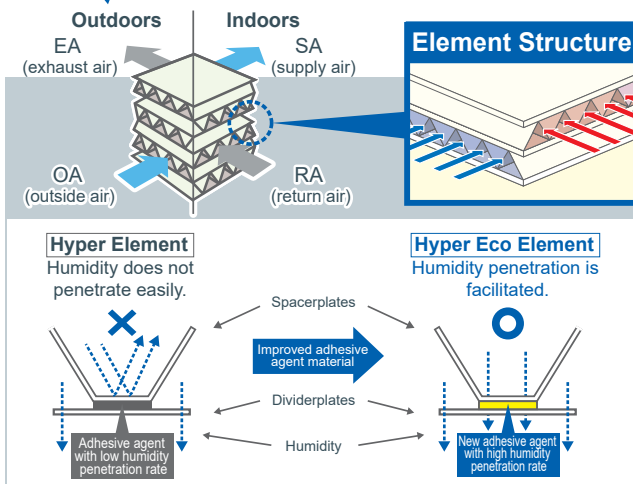 Outdoors
Indoors
EA
(exhaust air)
SA
(supply air)
Element Structure
OA
(outside air)
RA
(return air)
Hyper Element
Humidity does not
penetrate easily.
Hyper Eco Element
Humidity penetration is
facilitated.
Spacerplates
Improved adhesive
agent material
Dividerplates
Humidity
Adhesive agent
with low humidity
penetration rate
New adhesive agent
with high humidity
penetration rate